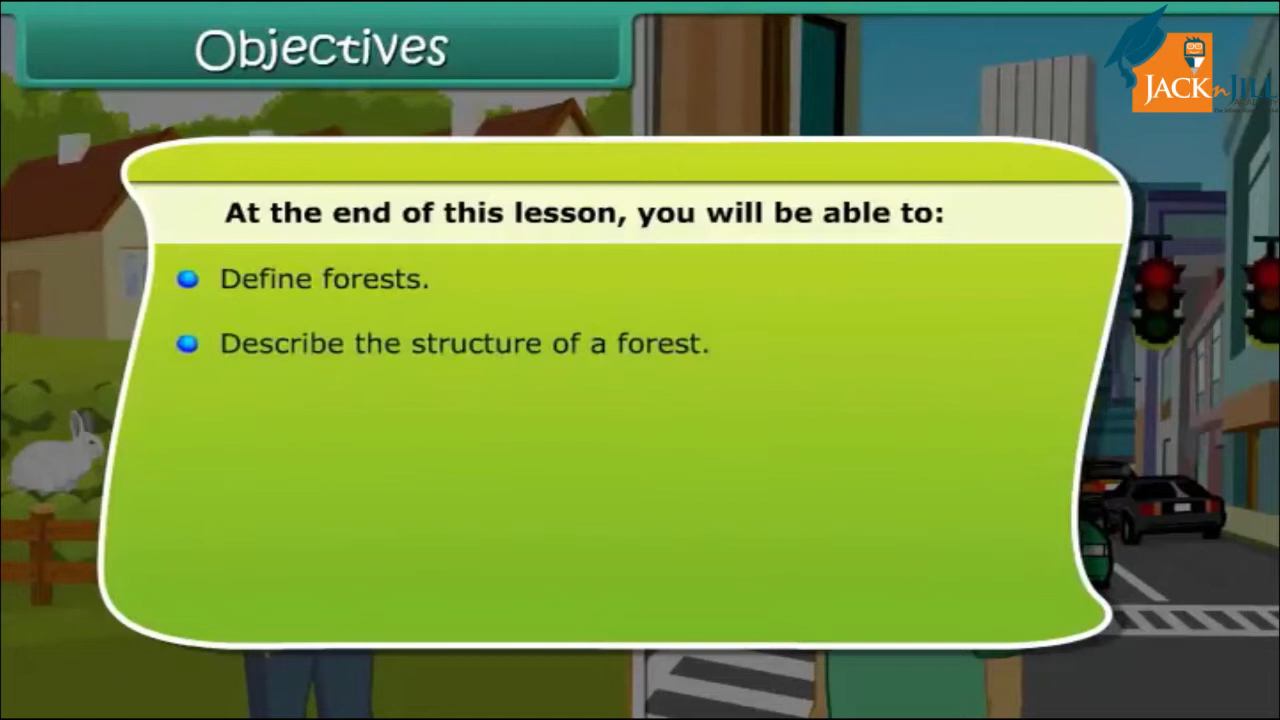 Objectives
JACK n JILL
At the end of this lesson, you will be able to:
Define forests.
Describe the structure of a forest.